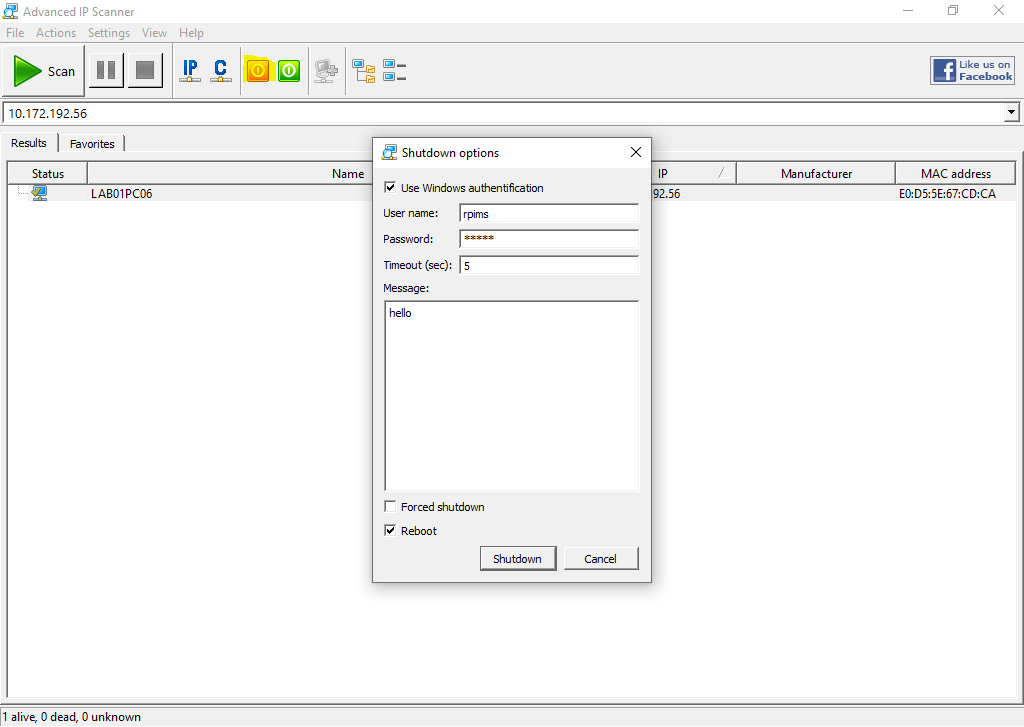 Advanced IP Scanner
File Actions Settings View Help
Scan
IP
C
Like us on
Facebook
10.172.192.56
Results Favorites
Status Name IP Manufacturer MAC address
LAB01PC06 92.56 E0:D5:5E:67:CD:CA
Shutdown options
Use Windows authentification
User name: rpims
Password: *****
Timeout (sec): 5
Message:
hello
Forced shutdown
Reboot
Shutdown Cancel
1 alive, 0 dead, 0 unknown